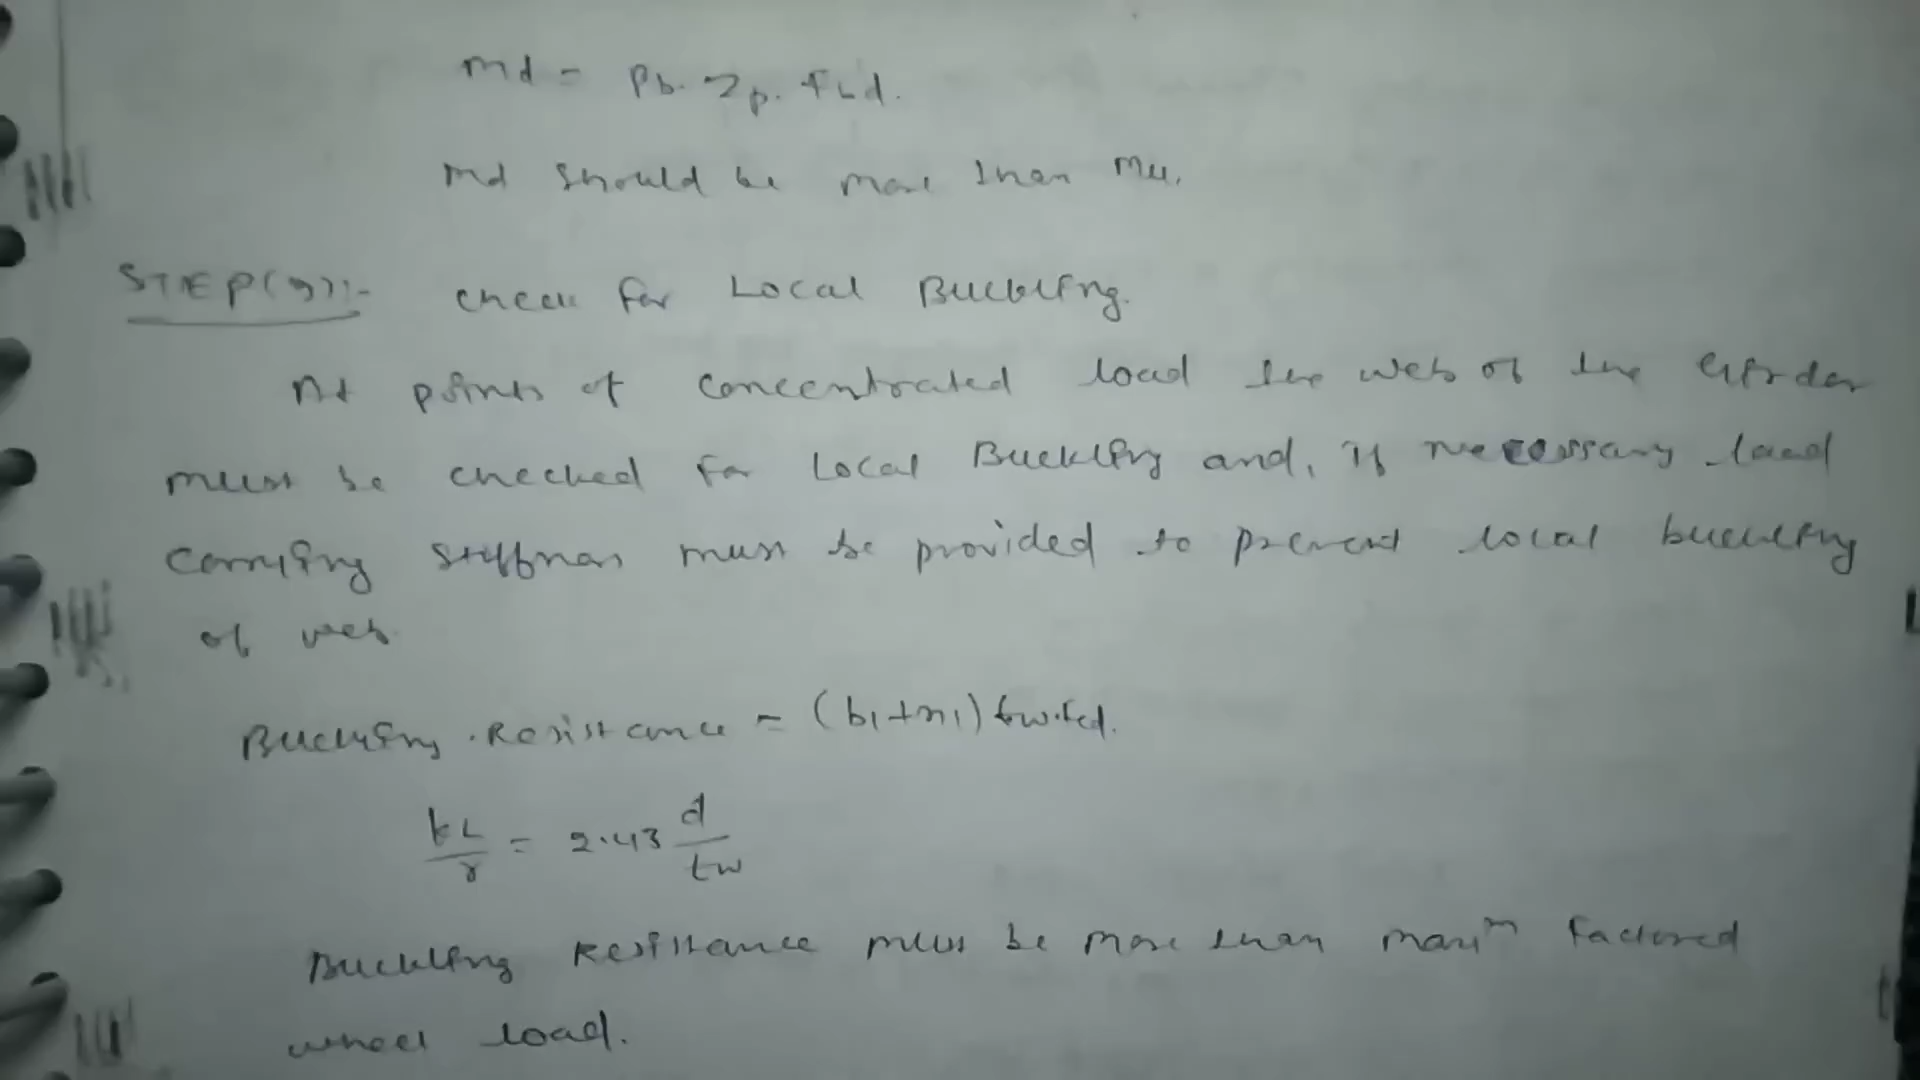 Md = Pb. Zp. fbd.
Md should be more than Mu.
STEP(9):- check for Local Buckling.
At points of concentrated load the web of the Girder
must be checked for Local Buckling and, if necessary load
carrying stiffness must be provided to prevent local buckling
of web
Buckling Resistance = (b1+n1) tw.fcd.
kL/r = 2.43 d/tw
Buckling Resistance must be more than maxm factored
wheel load.